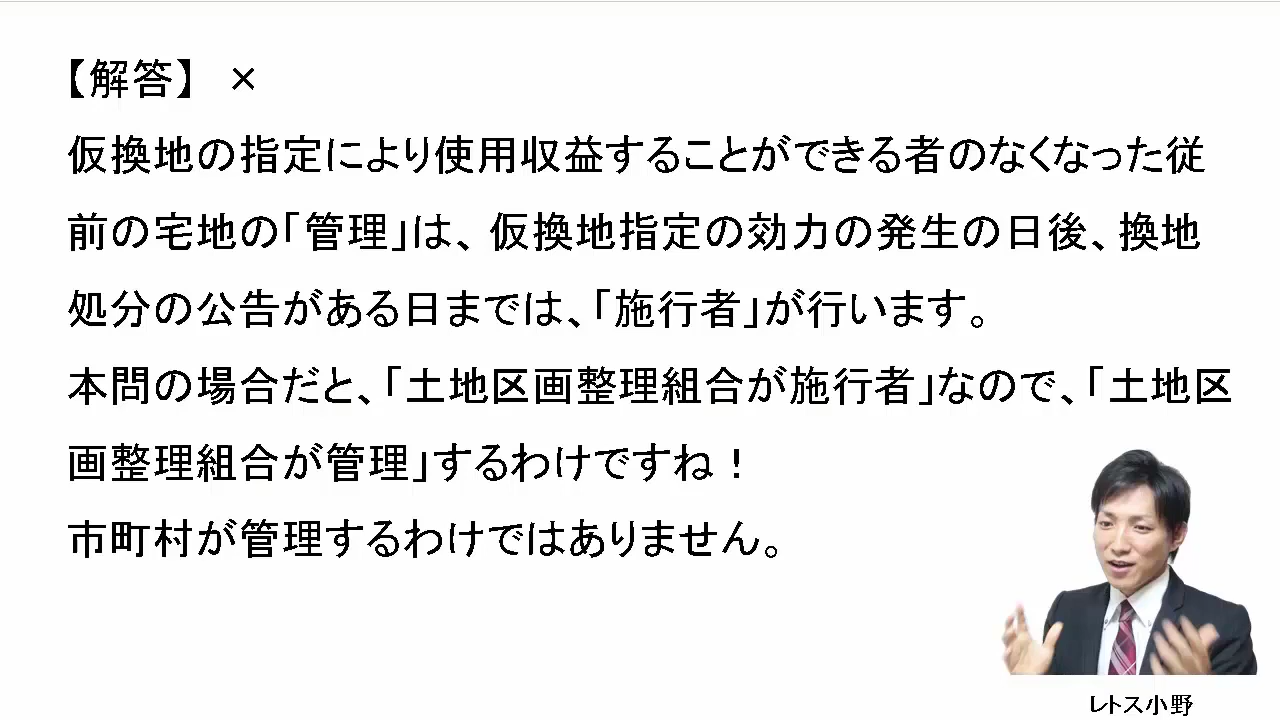 【解答】 ×
仮換地の指定により使用収益することができる者のなくなった従
前の宅地の「管理」は、仮換地指定の効力の発生の日後、換地
処分の公告がある日までは、「施行者」が行います。
本問の場合だと、「土地区画整理組合が施行者」なので、「土地区
画整理組合が管理」するわけですね！
市町村が管理するわけではありません。
レトス小野